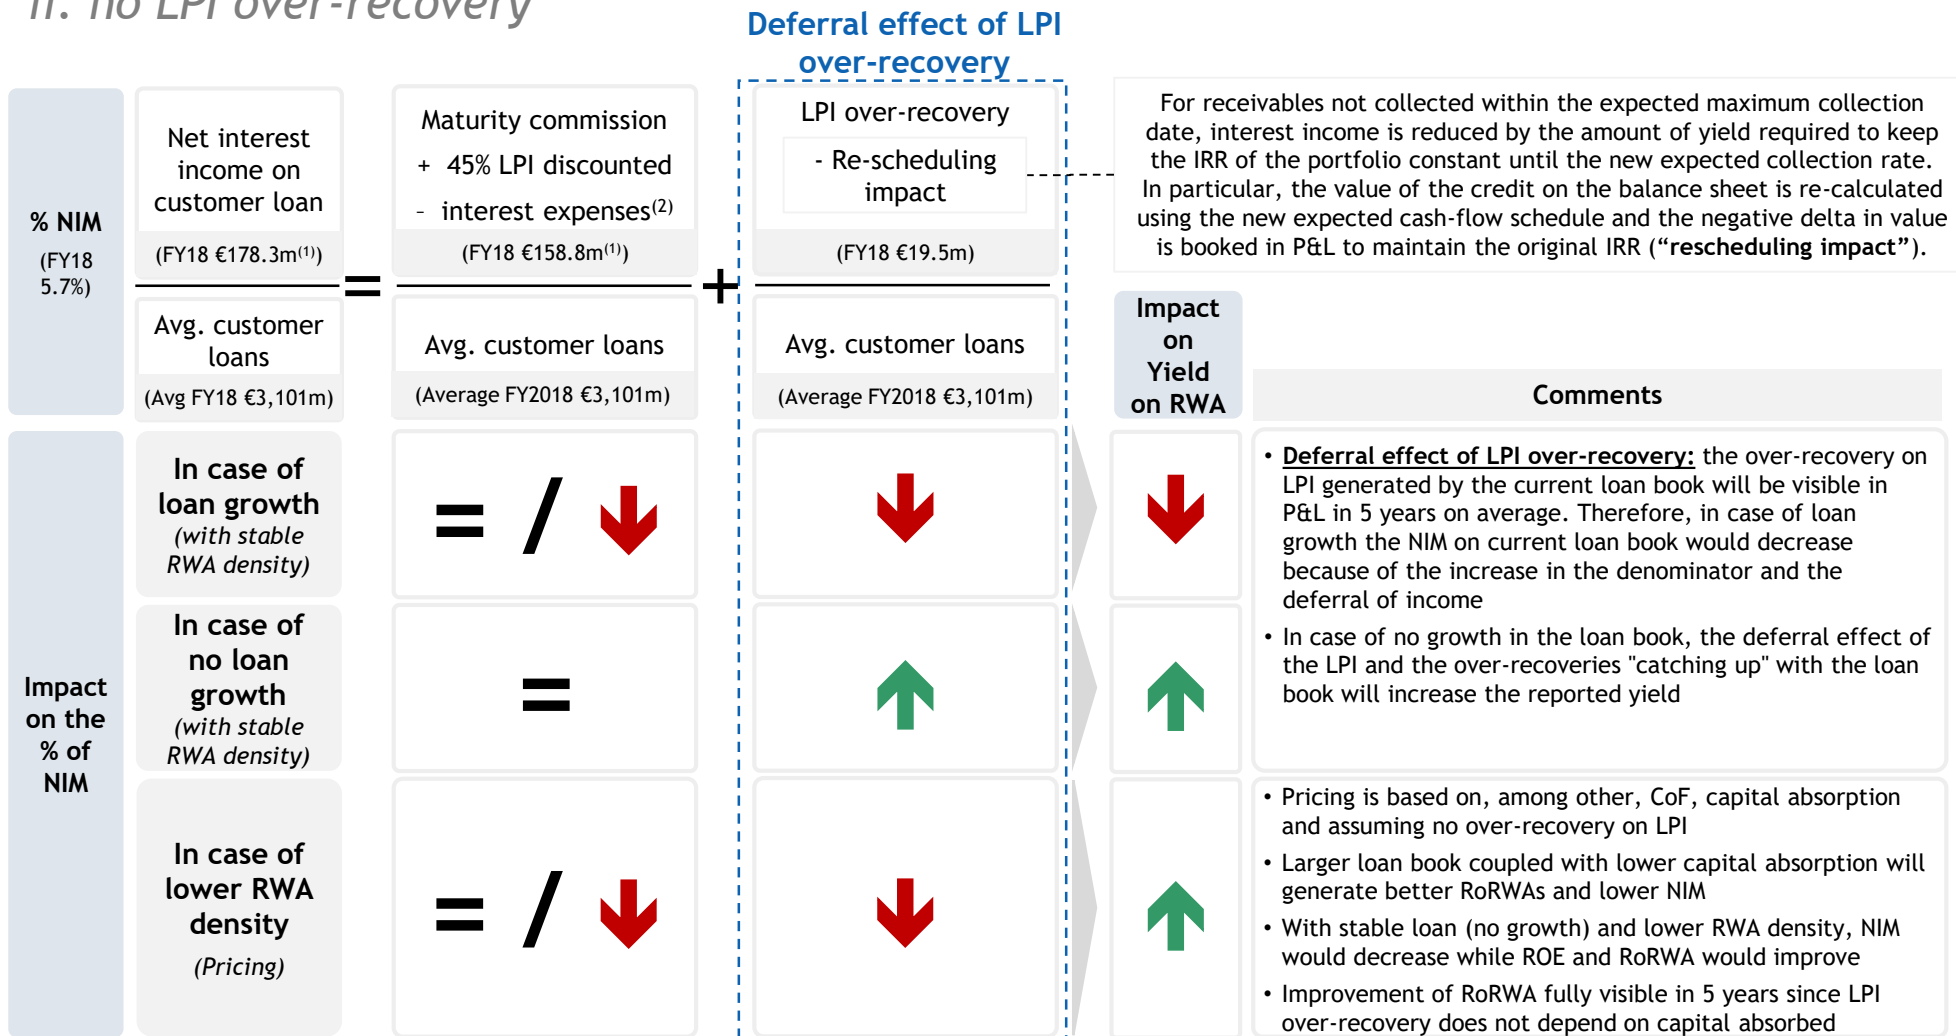 II. no LPI over-recovery
Deferral effect of LPI
over-recovery
% NIM
(FY18
5.7%)
Net interest
income on
customer loan
(FY18 €178.3m(1))
Avg. customer
loans
(Avg FY18 €3,101m)
=
Maturity commission
+ 45% LPI discounted
- interest expenses(2)
(FY18 €158.8m(1))
Avg. customer loans
(Average FY2018 €3,101m)
+
LPI over-recovery
- Re-scheduling
impact
(FY18 €19.5m)
Avg. customer loans
(Average FY2018 €3,101m)
For receivables not collected within the expected maximum collection
date, interest income is reduced by the amount of yield required to keep
the IRR of the portfolio constant until the new expected collection rate.
In particular, the value of the credit on the balance sheet is re-calculated
using the new expected cash-flow schedule and the negative delta in value
is booked in P&L to maintain the original IRR (“rescheduling impact”).
Impact
on
Yield
on RWA
Comments
Impact
on the
% of
NIM
In case of
loan growth
(with stable
RWA density)
= /
• Deferral effect of LPI over-recovery: the over-recovery on
LPI generated by the current loan book will be visible in
P&L in 5 years on average. Therefore, in case of loan
growth the NIM on current loan book would decrease
because of the increase in the denominator and the
deferral of income
In case of
no loan
growth
(with stable
RWA density)
=
• In case of no growth in the loan book, the deferral effect of
the LPI and the over-recoveries "catching up" with the loan
book will increase the reported yield
In case of
lower RWA
density
(Pricing)
= /
• Pricing is based on, among other, CoF, capital absorption
and assuming no over-recovery on LPI
• Larger loan book coupled with lower capital absorption will
generate better RoRWAs and lower NIM
• With stable loan (no growth) and lower RWA density, NIM
would decrease while ROE and RoRWA would improve
• Improvement of RoRWA fully visible in 5 years since LPI
over-recovery does not depend on capital absorbed